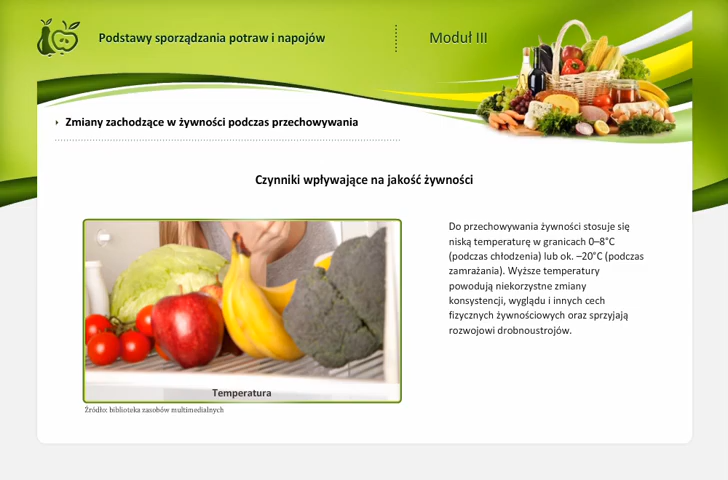 Podstawy sporządzania potraw i napojów
Moduł III
Zmiany zachodzące w żywności podczas przechowywania
Czynniki wpływające na jakość żywności
Do przechowywania żywności stosuje się
niską temperaturę w granicach 0–8°C
(podczas chłodzenia) lub ok. –20°C (podczas
zamrażania). Wyższe temperatury
powodują niekorzystne zmiany
konsystencji, wyglądu i innych cech
fizycznych żywnościowych oraz sprzyjają
rozwojowi drobnoustrojów.
Temperatura
Źródło: biblioteka zasobów multimedialnych